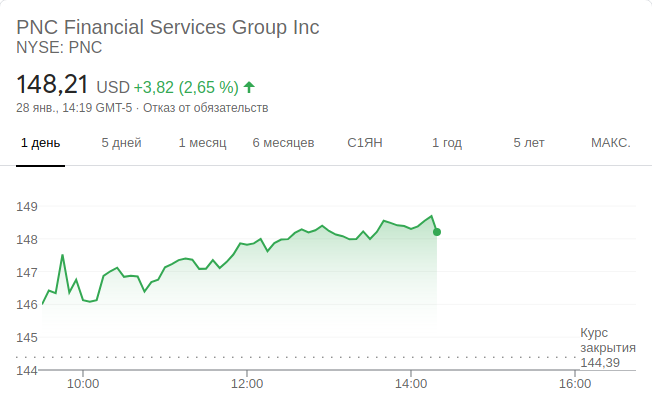 PNC Financial Services Group Inc
NYSE: PNC
148,21 USD +3,82 (2,65 %)
28 янв., 14:19 GMT-5 · Отказ от обязательств
1 день 5 дней 1 месяц 6 месяцев С1ЯН 1 год 5 лет МАКС.
149
148
147
146
145
Курс
закрытия
144,39
144
10:00 12:00 14:00 16:00